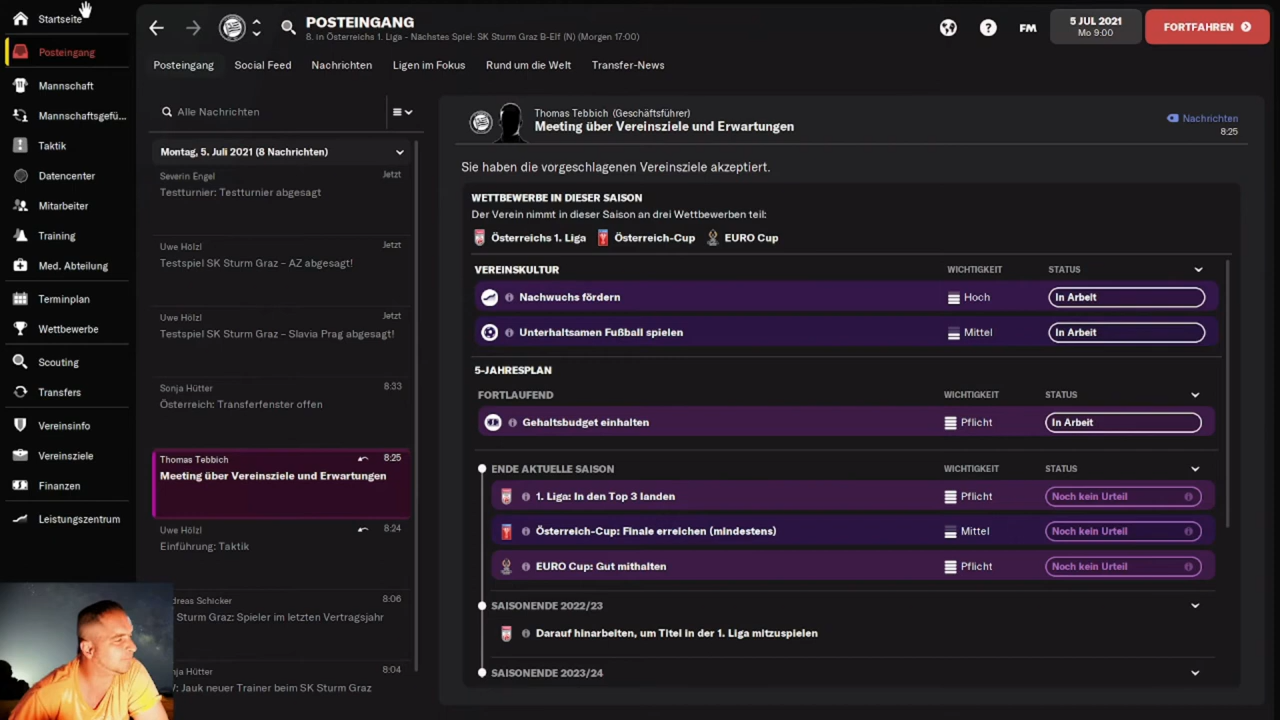 Startseite
Posteingang
Mannschaft
Mannschaftsgefü...
Taktik
Datencenter
Mitarbeiter
Training
Med. Abteilung
Terminplan
Wettbewerbe
Scouting
Transfers
Vereinsinfo
Vereinsziele
Finanzen
Leistungszentrum
POSTEINGANG
8. in Österreichs 1. Liga - Nächstes Spiel: SK Sturm Graz B-Elf (N) (Morgen 17:00)
FM
5 JUL 2021
Mo 9:00
FORTFAHREN
Posteingang Social Feed Nachrichten Ligen im Fokus Rund um die Welt Transfer-News
Alle Nachrichten
Montag, 5. Juli 2021 (8 Nachrichten)
Severin Engel Jetzt
Testturnier: Testturnier abgesagt
Uwe Hölzl Jetzt
Testspiel SK Sturm Graz – AZ abgesagt!
Uwe Hölzl Jetzt
Testspiel SK Sturm Graz – Slavia Prag abgesagt!
Sonja Hütter 8:33
Österreich: Transferfenster offen
Thomas Tebbich 8:25
Meeting über Vereinsziele und Erwartungen
Uwe Hölzl 8:24
Einführung: Taktik
dreas Schicker 8:06
Sturm Graz: Spieler im letzten Vertragsjahr
nja Hütter 8:04
Jauk neuer Trainer beim SK Sturm Graz
Thomas Tebbich (Geschäftsführer)
Meeting über Vereinsziele und Erwartungen
Nachrichten
8:25
Sie haben die vorgeschlagenen Vereinsziele akzeptiert.
WETTBEWERBE IN DIESER SAISON
Der Verein nimmt in dieser Saison an drei Wettbewerben teil:
Österreichs 1. Liga Österreich-Cup EURO Cup
VEREINSKULTUR WICHTIGKEIT STATUS
Nachwuchs fördern Hoch In Arbeit
Unterhaltsamen Fußball spielen Mittel In Arbeit
5-JAHRESPLAN
FORTLAUFEND WICHTIGKEIT STATUS
Gehaltsbudget einhalten Pflicht In Arbeit
ENDE AKTUELLE SAISON WICHTIGKEIT STATUS
1. Liga: In den Top 3 landen Pflicht Noch kein Urteil
Österreich-Cup: Finale erreichen (mindestens) Mittel Noch kein Urteil
EURO Cup: Gut mithalten Pflicht Noch kein Urteil
SAISONENDE 2022/23
Darauf hinarbeiten, um Titel in der 1. Liga mitzuspielen
SAISONENDE 2023/24